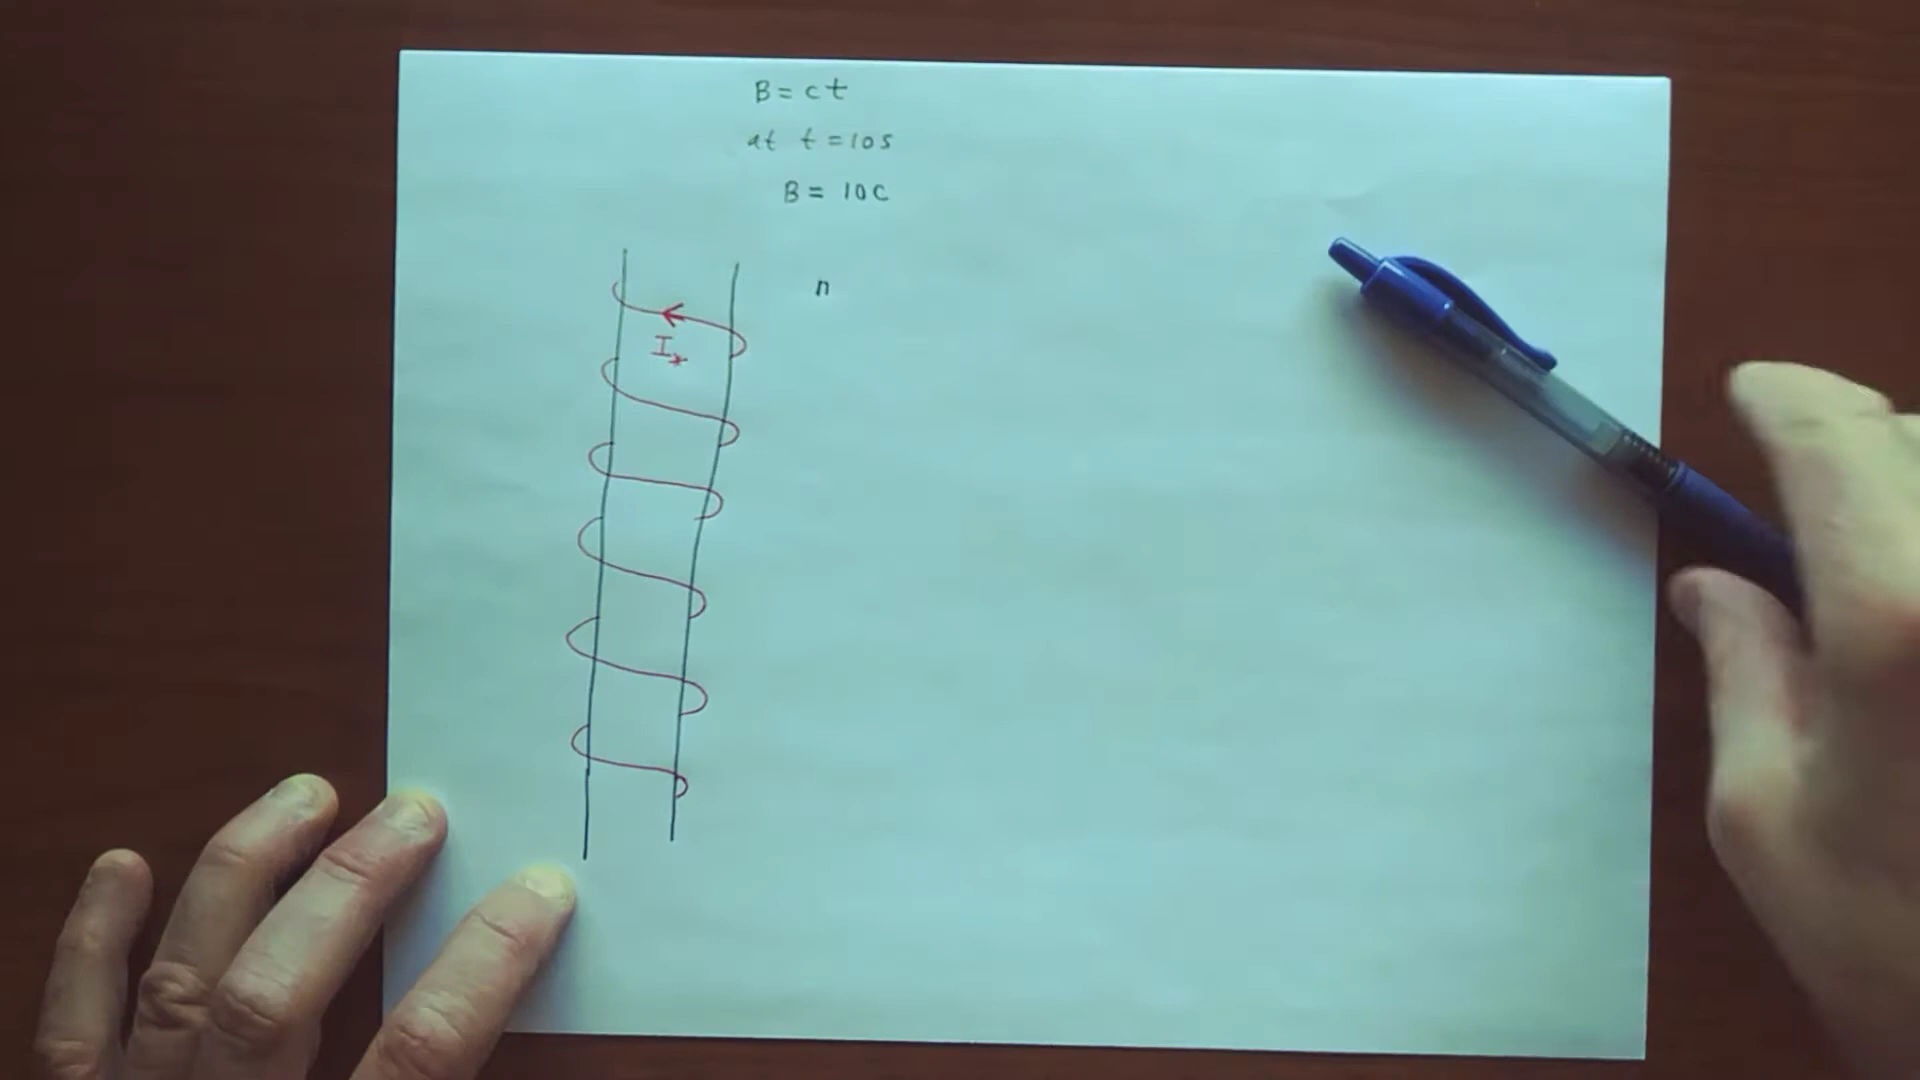 B = ct
at t = 10s
B = 10c
n
I